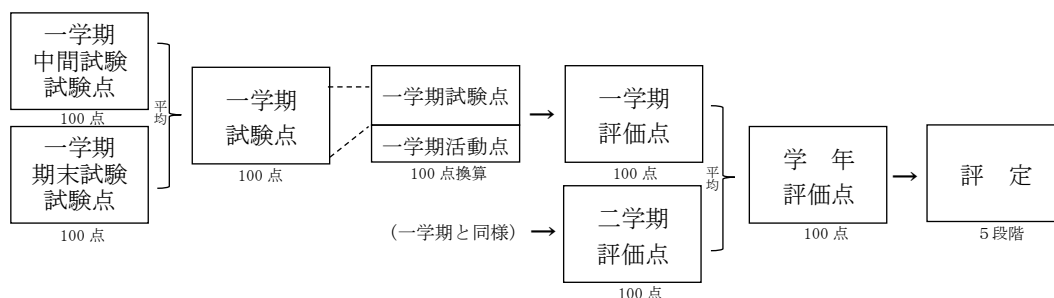 一学期
中間試験
試験点
100 点
一学期
期末試験
試験点
100 点
平均
一学期
試験点
100 点
一学期試験点
一学期活動点
100 点換算
一学期
評価点
100 点
(一学期と同様)
二学期
評価点
100 点
平均
学　年
評価点
100 点
評　定
５段階